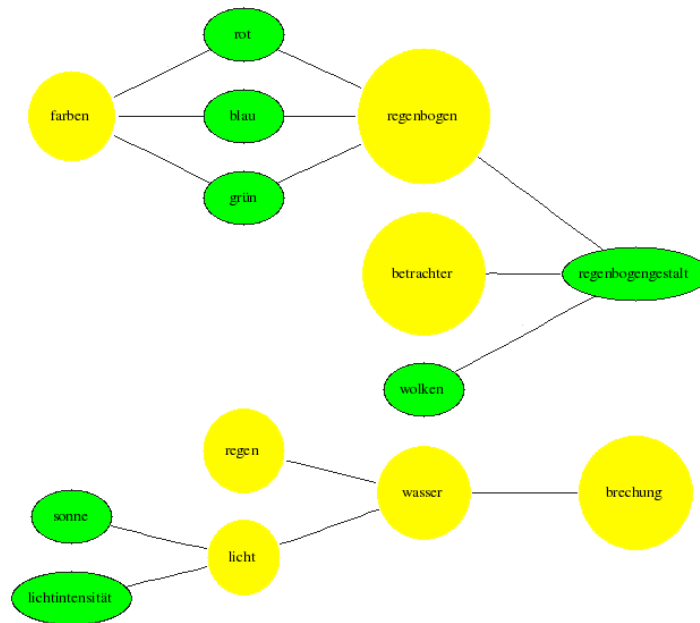 rot
farben
blau
regenbogen
grün
betrachter
regenbogengestalt
wolken
regen
wasser
brechung
sonne
licht
lichtintensität